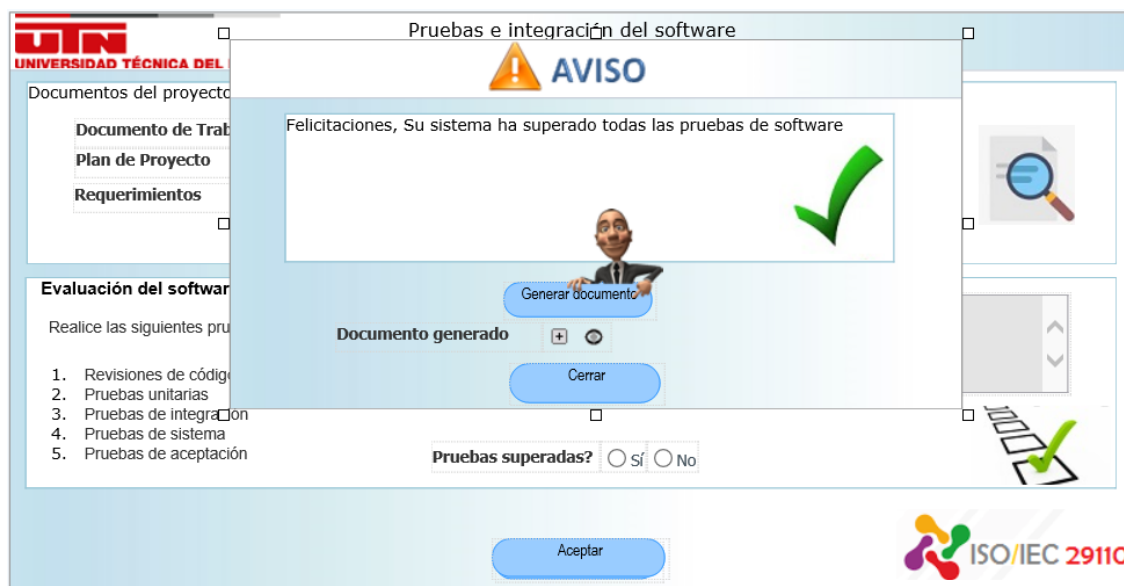 Pruebas e integración del software
UTN
UNIVERSIDAD TÉCNICA DEL
AVISO
Documentos del proyecto
Documento de Trab
Plan de Proyecto
Requerimientos
Felicitaciones, Su sistema ha superado todas las pruebas de software
Generar documento
Documento generado
Cerrar
Evaluación del softwar
Realice las siguientes pru
1. Revisiones de código
2. Pruebas unitarias
3. Pruebas de integración
4. Pruebas de sistema
5. Pruebas de aceptación
Pruebas superadas? Sí No
Aceptar
ISO/IEC 29110